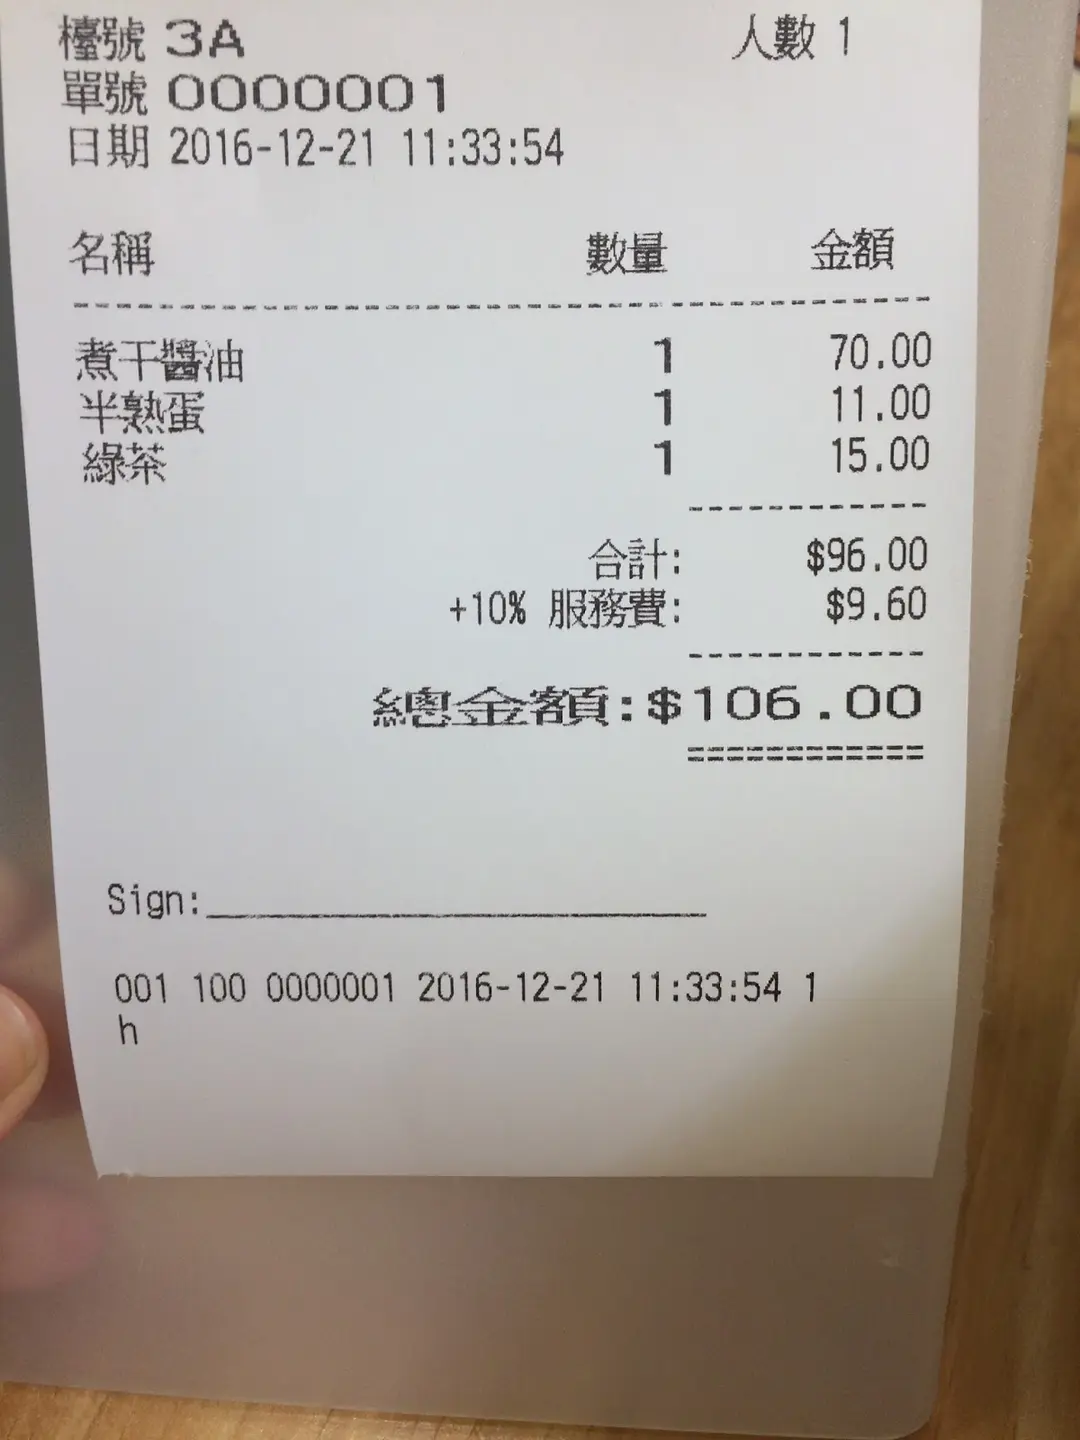 檯號 3A 人數 1
單號 0000001
日期 2016-12-21 11:33:54
名稱 數量 金額
煮干醬油 1 70.00
半熟蛋 1 11.00
綠茶 1 15.00
合計: $96.00
+10% 服務費: $9.60
總金額:$106.00
Sign:
001 100 0000001 2016-12-21 11:33:54 1
h